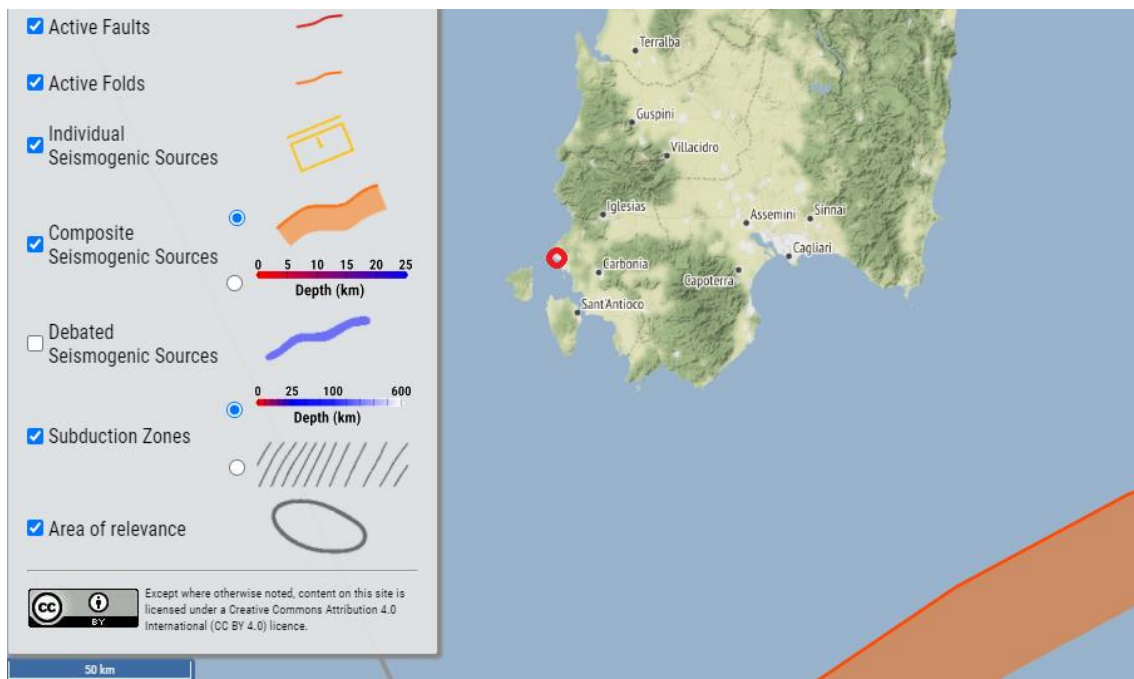 Active Faults
Active Folds
Individual
Seismogenic Sources
Composite
Seismogenic Sources
0 5 10 15 20 25
Depth (km)
Debated
Seismogenic Sources
0 25 100 600
Depth (km)
Subduction Zones
Area of relevance
cc
BY
Except where otherwise noted, content on this site is
licensed under a Creative Commons Attribution 4.0
International (CC BY 4.0) licence.
50 km
Terralba
Guspini
Villacidro
Iglesias
Assemini
Sinnai
Cagliari
Carbonia
Capoterra
Sant'Antioco